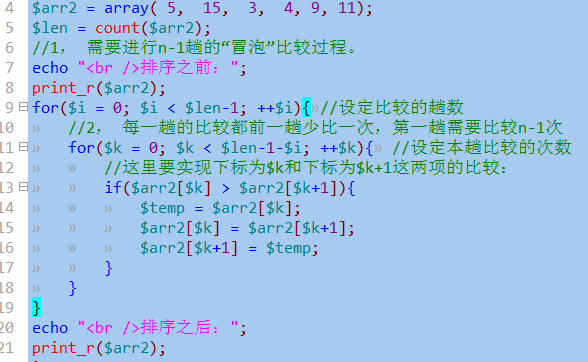 4 $arr2 = array( 5,  15,  3,  4, 9, 11);
5 $len = count($arr2);
6 //1， 需要进行n-1趟的“冒泡”比较过程。
7 echo "<br />排序之前：";
8 print_r($arr2);
9 for($i = 0; $i < $len-1; ++$i){»//设定比较的趟数
10 » //2， 每一趟的比较都前一趟少比一次，第一趟需要比较n-1次
11 » for($k = 0; $k < $len-1-$i; ++$k){» //设定本趟比较的次数
12 » » //这里要实现下标为$k和下标为$k+1这两项的比较：
13 » » if($arr2[$k] > $arr2[$k+1]){
14 » » » $temp = $arr2[$k];
15 » » » $arr2[$k] = $arr2[$k+1];
16 » » » $arr2[$k+1] = $temp;
17 » » }
18 » }
19 }
20 echo "<br />排序之后：";
21 print_r($arr2);